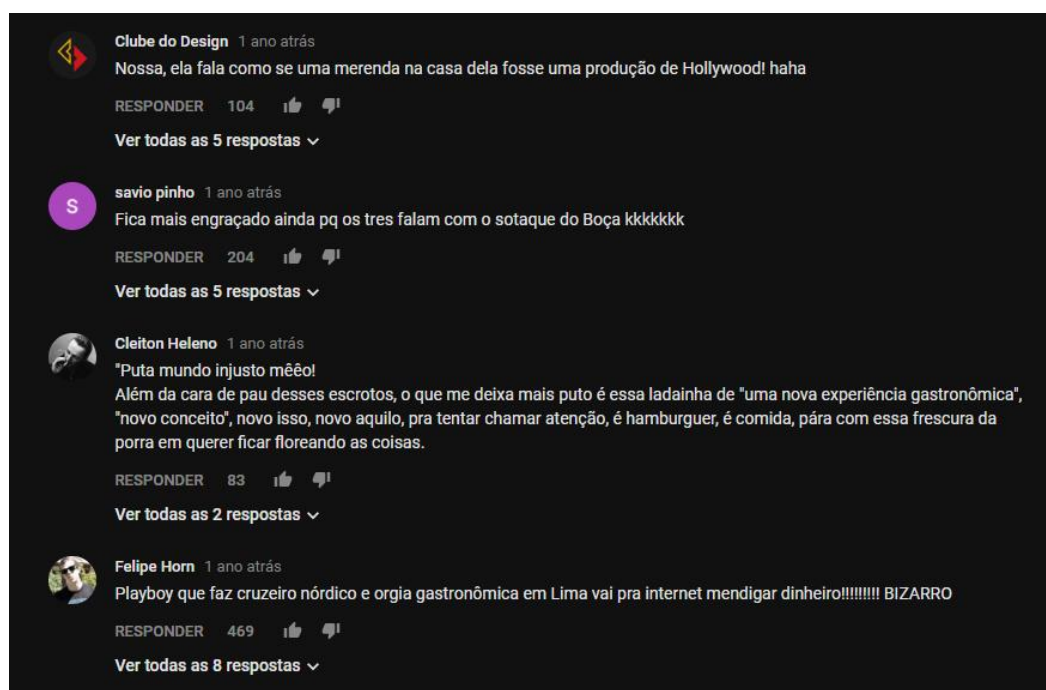 Clube do Design 1 ano atrás
Nossa, ela fala como se uma merenda na casa dela fosse uma produção de Hollywood! haha
RESPONDER 104
Ver todas as 5 respostas
S
savio pinho 1 ano atrás
Fica mais engraçado ainda pq os tres falam com o sotaque do Boça kkkkkkk
RESPONDER 204
Ver todas as 5 respostas
Cleiton Heleno 1 ano atrás
"Puta mundo injusto mêêo!
Além da cara de pau desses escrotos, o que me deixa mais puto é essa ladainha de "uma nova experiência gastronômica",
"novo conceito", novo isso, novo aquilo, pra tentar chamar atenção, é hamburguer, é comida, pára com essa frescura da
porra em querer ficar floreando as coisas.
RESPONDER 83
Ver todas as 2 respostas
Felipe Horn 1 ano atrás
Playboy que faz cruzeiro nórdico e orgia gastronômica em Lima vai pra internet mendigar dinheiro!!!!!!!!! BIZARRO
RESPONDER 469
Ver todas as 8 respostas